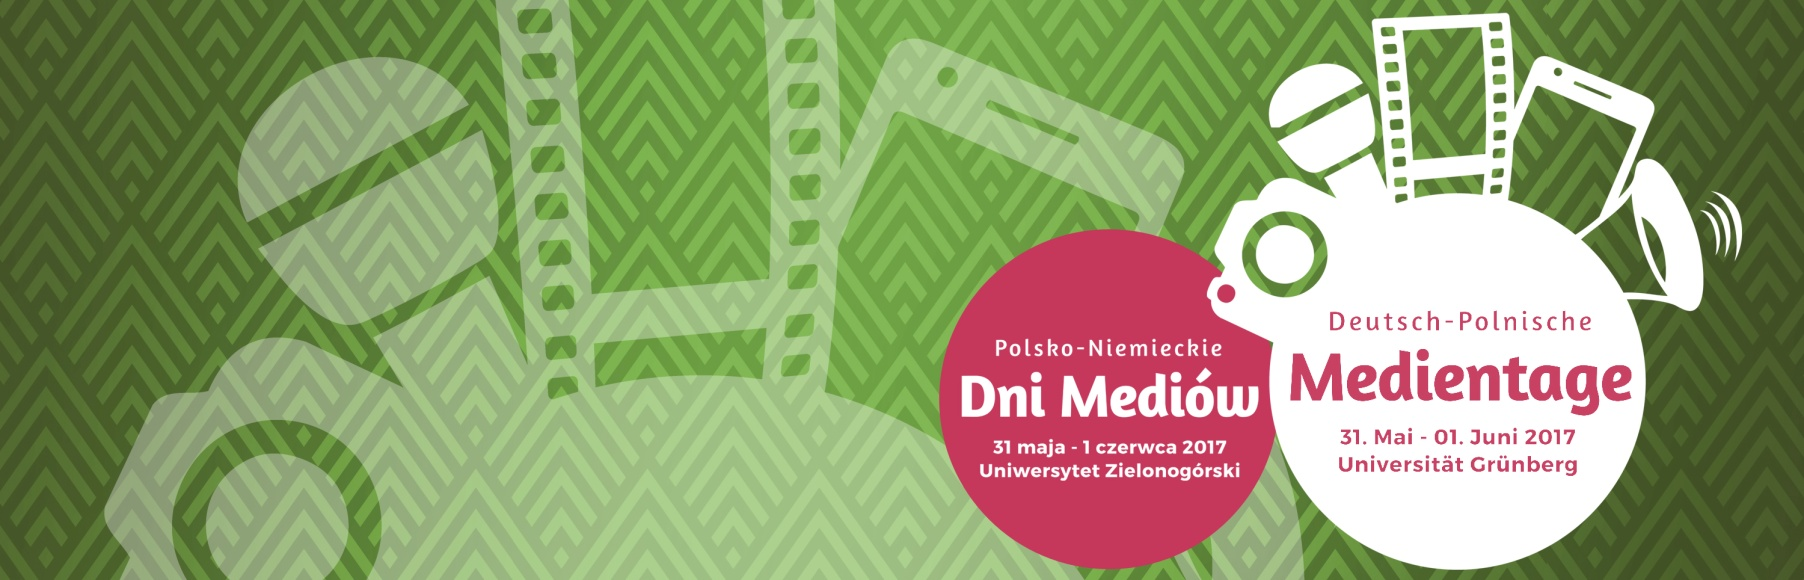 Polsko-Niemieckie
Dni Mediów
31 maja - 1 czerwca 2017
Uniwersytet Zielonogórski
Deutsch-Polnische
Medientage
31. Mai - 01. Juni 2017
Universität Grünberg